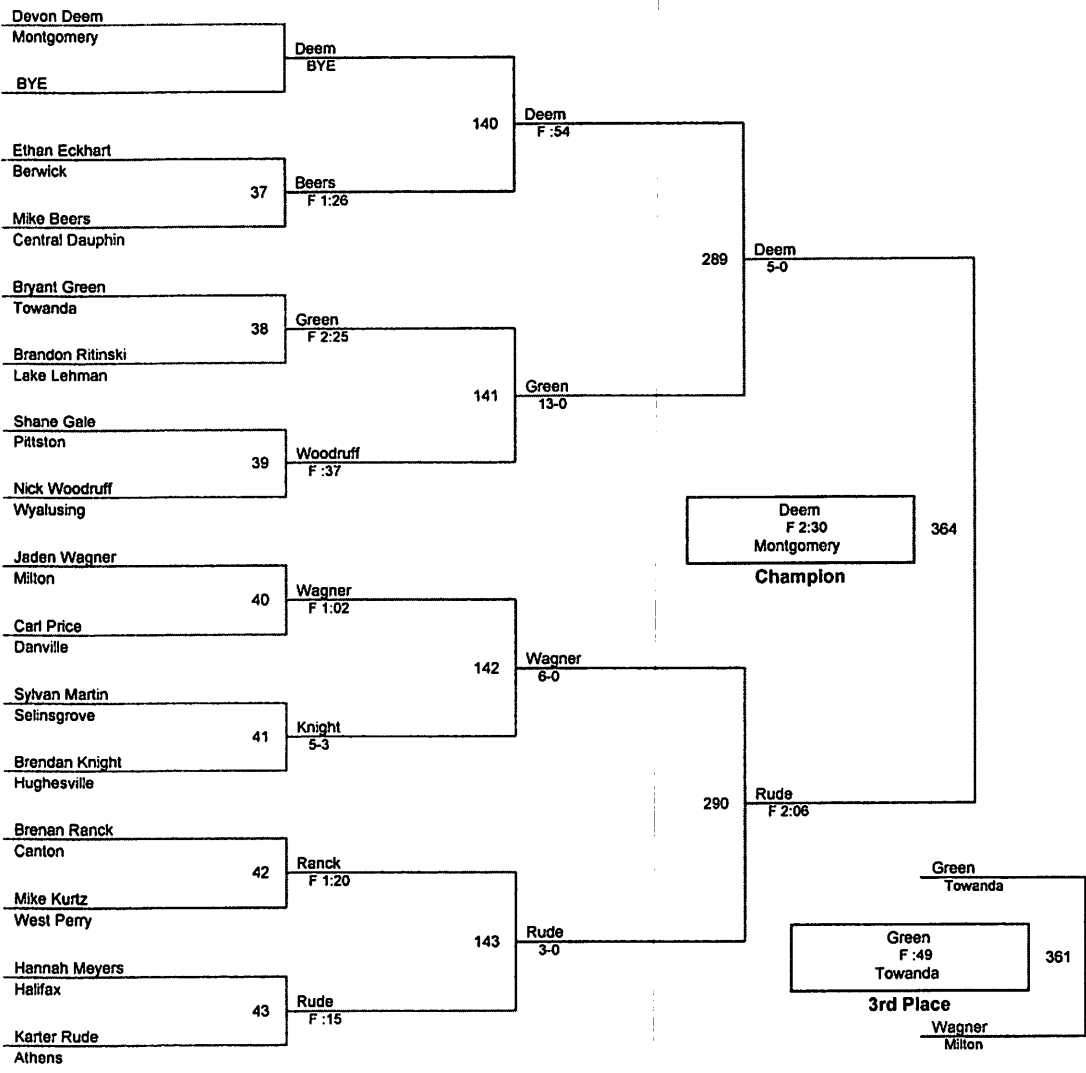 Devon Deem
Montgomery
BYE
Ethan Eckhart
Berwick
Mike Beers
Central Dauphin
Bryant Green
Towanda
Brandon Ritinski
Lake Lehman
Shane Gale
Pittston
Nick Woodruff
Wyalusing
Jaden Wagner
Milton
Carl Price
Danville
Sylvan Martin
Selinsgrove
Brendan Knight
Hughesville
Brenan Ranck
Canton
Mike Kurtz
West Perry
Hannah Meyers
Halifax
Karter Rude
Athens
Deem
BYE
37
Beers
F 1:26
38
Green
F 2:25
39
Woodruff
F :37
40
Wagner
F 1:02
41
Knight
5-3
42
Ranck
F 1:20
43
Rude
F :15
140
Deem
F :54
141
Green
13-0
142
Wagner
6-0
143
Rude
3-0
289
Deem
5-0
290
Rude
F 2:06
Deem
F 2:30
Montgomery
364
Champion
Green
Towanda
Green
F :49
Towanda
361
3rd Place
Wagner
Milton